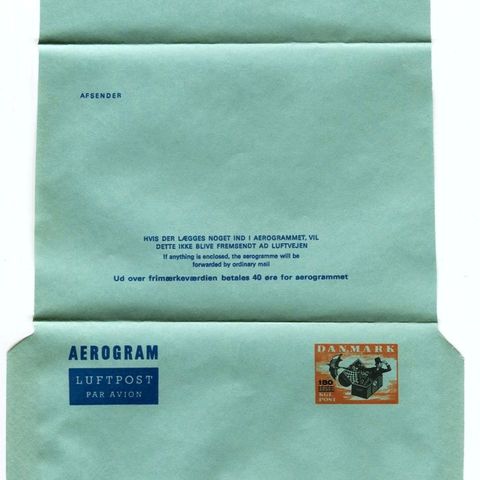 AFSENDER
HVIS DER LÆGGES NOGET IND I AEROGRAMMET, VIL
DETTE IKKE BLIVE FREMSENDT AD LUFTVEJEN
If anything is enclosed, the aerogramme will be
forwarded by ordinary mail
Ud over frimærkeværdien betales 40 øre for aerogrammet
AEROGRAM
LUFTPOST
PAR AVION
DANMARK
KGL.
POST